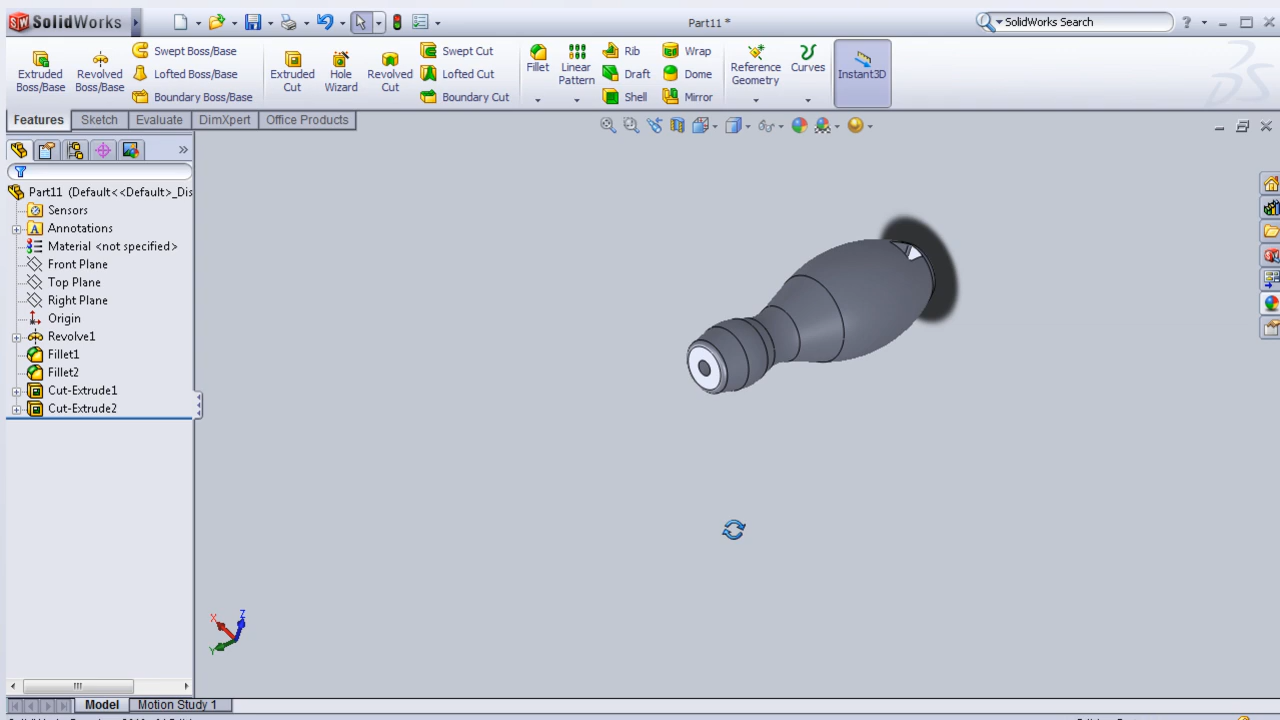 SolidWorks
Part11 *
SolidWorks Search
Extruded Boss/Base
Revolved Boss/Base
Swept Boss/Base
Lofted Boss/Base
Boundary Boss/Base
Extruded Cut
Hole Wizard
Revolved Cut
Swept Cut
Lofted Cut
Boundary Cut
Fillet
Linear Pattern
Rib
Draft
Shell
Wrap
Dome
Mirror
Reference Geometry
Curves
Instant3D
Features
Sketch
Evaluate
DimXpert
Office Products
Part11 (Default<<Default>_Dis
Sensors
Annotations
Material <not specified>
Front Plane
Top Plane
Right Plane
Origin
Revolve1
Fillet1
Fillet2
Cut-Extrude1
Cut-Extrude2
X
Z
Y
Model
Motion Study 1